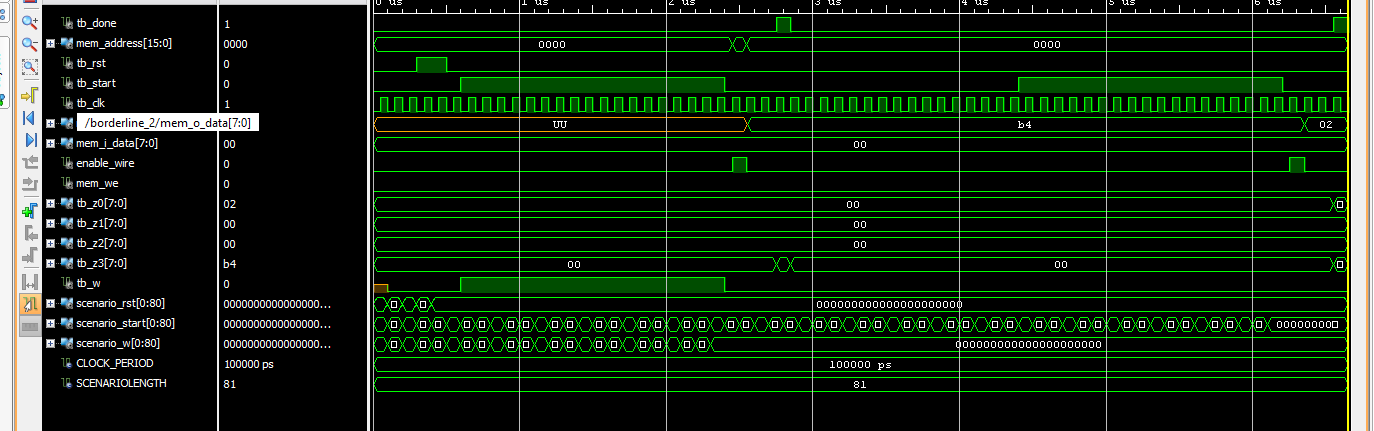 0 us 1 us 2 us 3 us 4 us 5 us 6 us
tb_done 1
mem_address[15:0] 0000 0000 0000
tb_rst 0
tb_start 0
tb_clk 1
/borderline_2/mem_o_data[7:0] UU b4 02
mem_i_data[7:0] 00 00
enable_wire 0
mem_we 0
tb_z0[7:0] 02 00
tb_z1[7:0] 00 00
tb_z2[7:0] 00 00
tb_z3[7:0] b4 00 00
tb_w 0
scenario_rst[0:80] 0000000000000000... 000000000000000000000
scenario_start[0:80] 0000000000000000... 000000000
scenario_w[0:80] 0000000000000000... 000000000000000000000
CLOCK_PERIOD 100000 ps 100000 ps
SCENARIOLENGTH 81 81